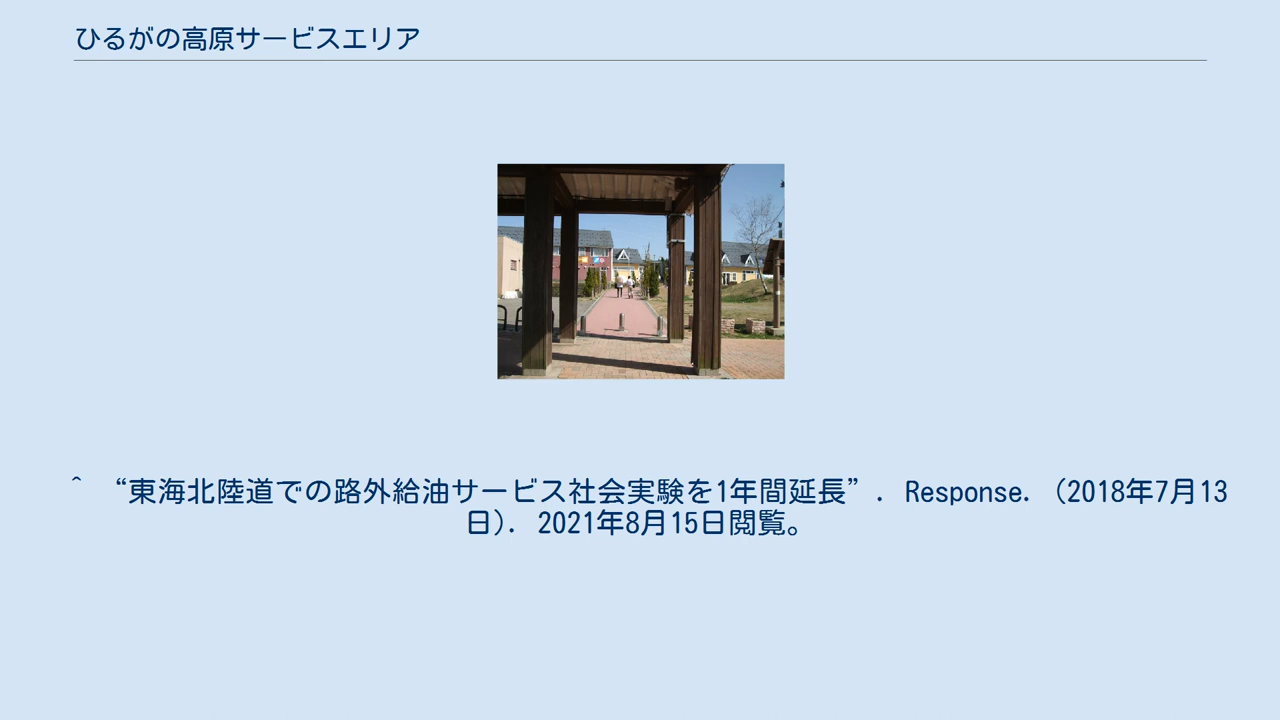 ひるがの高原サービスエリア
^ “東海北陸道での路外給油サービス社会実験を1年間延長”. Response. (2018年7月13
日). 2021年8月15日閲覧。